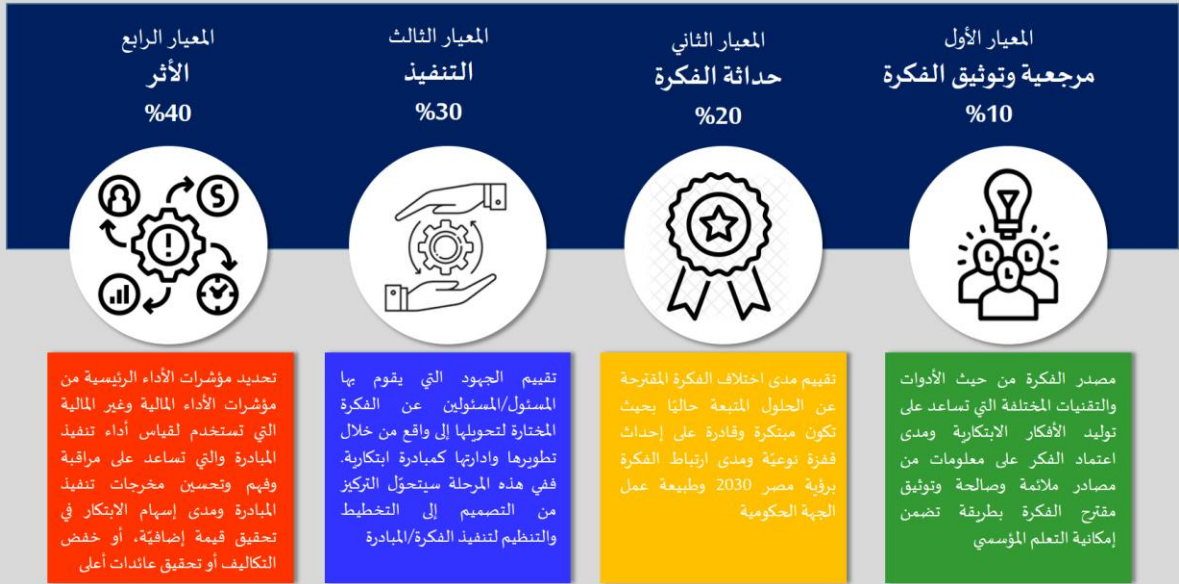 المعيار الأول
مرجعية وتوثيق الفكرة
%10
المعيار الثاني
حداثة الفكرة
%20
المعيار الثالث
التنفيذ
%30
المعيار الرابع
الأثر
%40
مصدر الفكرة من حيث الأدوات
والتقنيات المختلفة التي تساعد على
توليد الأفكار الابتكارية ومدى
اعتماد الفكر على معلومات من
مصادر ملائمة وصالحة وتوثيق
مقترح الفكرة بطريقة تضمن
إمكانية التعلم المؤسسي
تقييم مدى اختلاف الفكرة المقترحة
عن الحلول المتبعة حاليًا بحيث
تكون مبتكرة وقادرة على إحداث
قفزة نوعيّة ومدى ارتباط الفكرة
برؤية مصر 2030 وطبيعة عمل
الجهة الحكومية
تقييم الجهود التي يقوم بها
المسئول/المسئولين عن الفكرة
المختارة لتحويلها إلى واقع من خلال
تطويرها وادارتها كمبادرة ابتكارية.
ففي هذه المرحلة سيتحوّل التركيز
من التصميم إلى التخطيط
والتنظيم لتنفيذ الفكرة/المبادرة
تحديد مؤشرات الأداء الرئيسية من
مؤشرات الأداء المالية وغير المالية
التي تستخدم لقياس أداء تنفيذ
المبادرة والتي تساعد على مراقبة
وفهم وتحسين مخرجات تنفيذ
المبادرة ومدى إسهام الابتكار في
تحقيق قيمة إضافيّة، أو خفض
التكاليف أو تحقيق عائدات أعلى